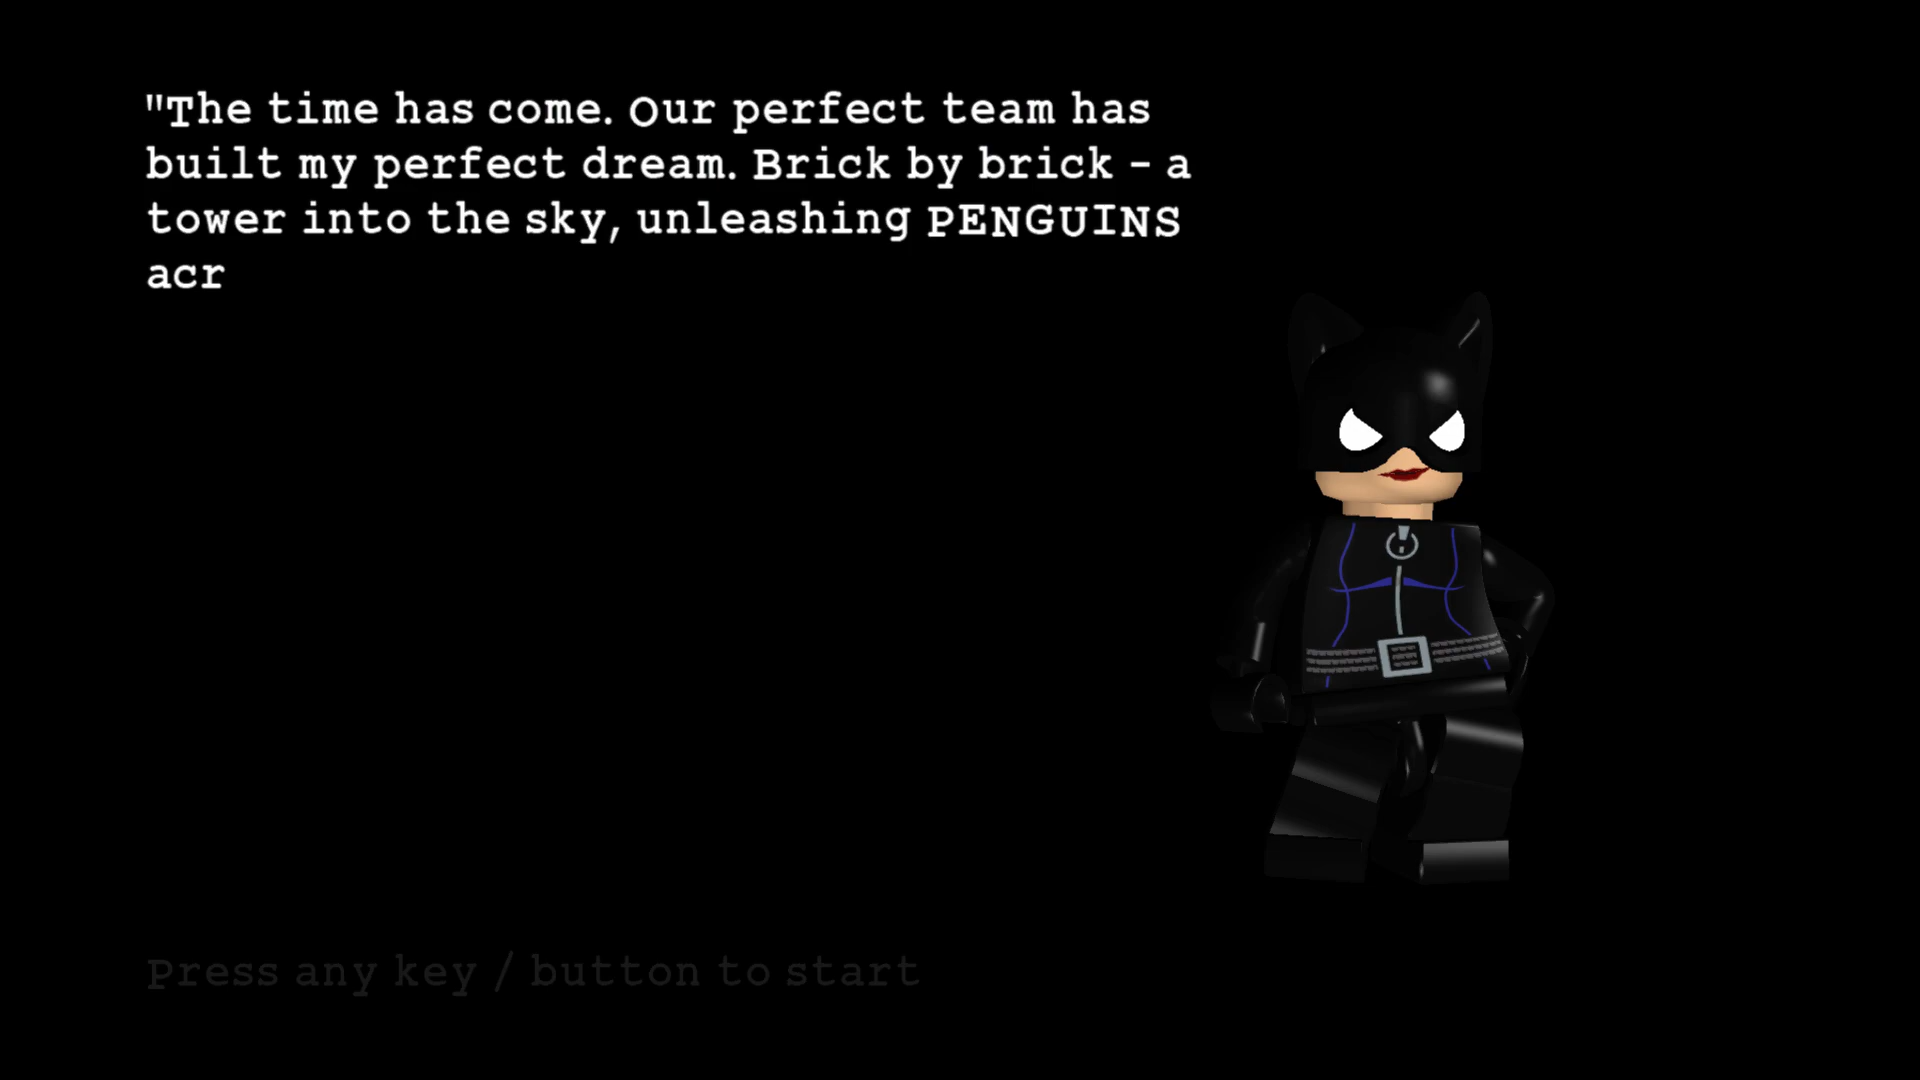 "The time has come. Our perfect team has
built my perfect dream. Brick by brick - a
tower into the sky, unleashing PENGUINS
acr
Press any key / button to start